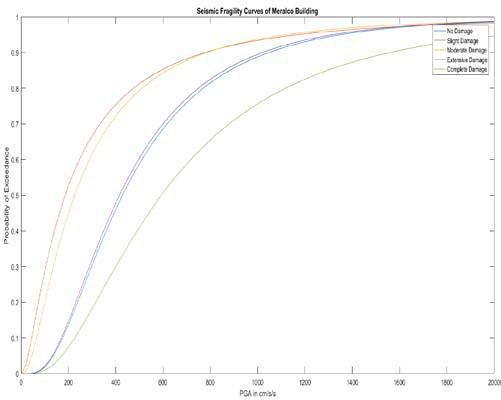 Seismic Fragility Curves of Meralco Building
No Damage
Slight Damage
Moderate Damage
Extensive Damage
Complete Damage
Probability of Exceedance
1
0.9
0.8
0.7
0.6
0.5
0.4
0.3
0.2
0.1
0
0 200 400 600 800 1000 1200 1400 1600 1800 2000
PGA in cm/s/s